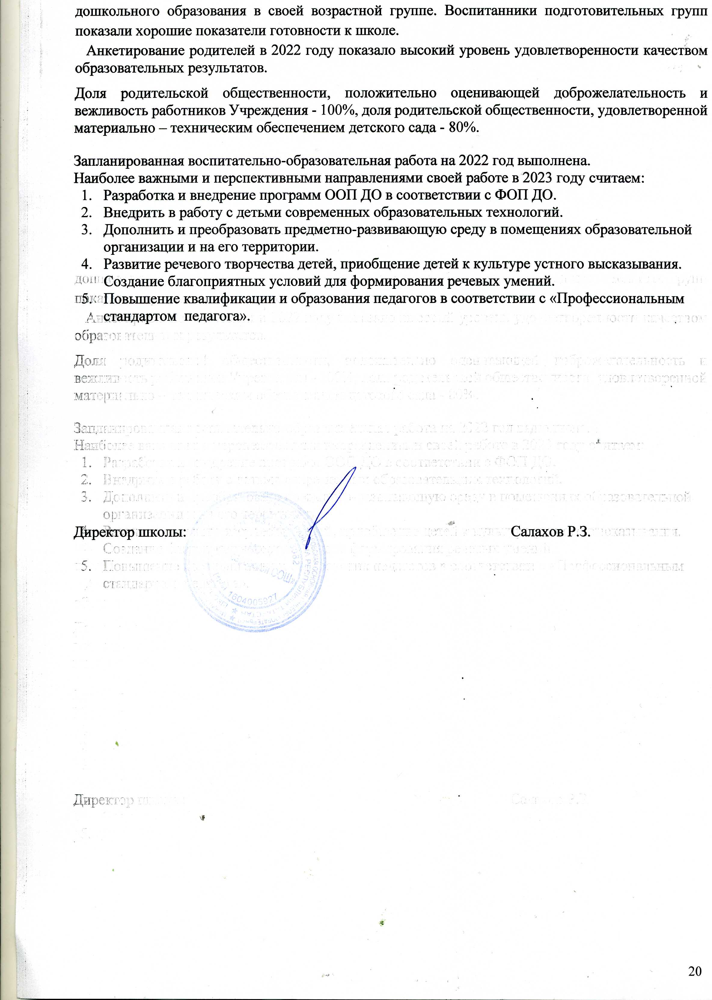 дошкольного образования в своей возрастной группе. Воспитанники подготовительных групп
показали хорошие показатели готовности к школе.
Анкетирование родителей в 2022 году показало высокий уровень удовлетворенности качеством
образовательных результатов.
Доля родительской общественности, положительно оценивающей доброжелательность и
вежливость работников Учреждения - 100%, доля родительской общественности, удовлетворенной
материально – техническим обеспечением детского сада - 80%.
Запланированная воспитательно-образовательная работа на 2022 год выполнена.
Наиболее важными и перспективными направлениями своей работе в 2023 году считаем:
1. Разработка и внедрение программ ООП ДО в соответствии с ФОП ДО.
2. Внедрить в работу с детьми современных образовательных технологий.
3. Дополнить и преобразовать предметно-развивающую среду в помещениях образовательной
организации и на его территории.
4. Развитие речевого творчества детей, приобщение детей к культуре устного высказывания.
Создание благоприятных условий для формирования речевых умений.
5. Повышение квалификации и образования педагогов в соответствии с «Профессиональным
стандартом педагога».
Директор школы: Салахов Р.З.
СОШ»
1604005927
20